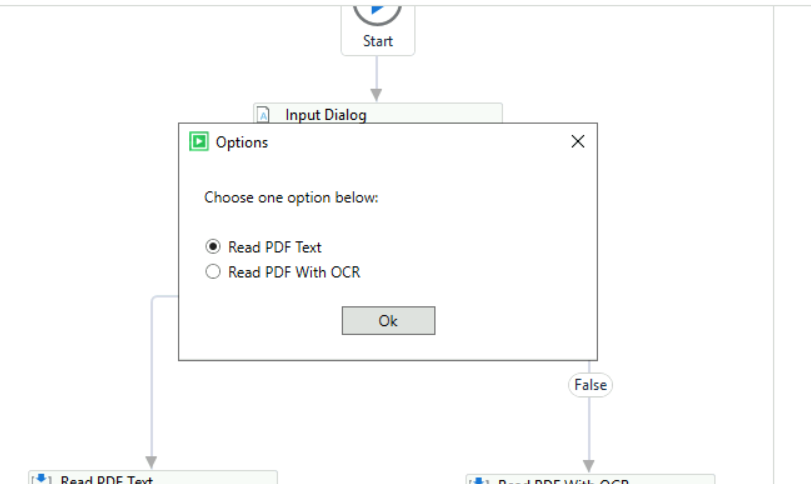 Start
Input Dialog
Options
Choose one option below:
Read PDF Text
Read PDF With OCR
Ok
False
Read PDF Text
Read PDF With OCR